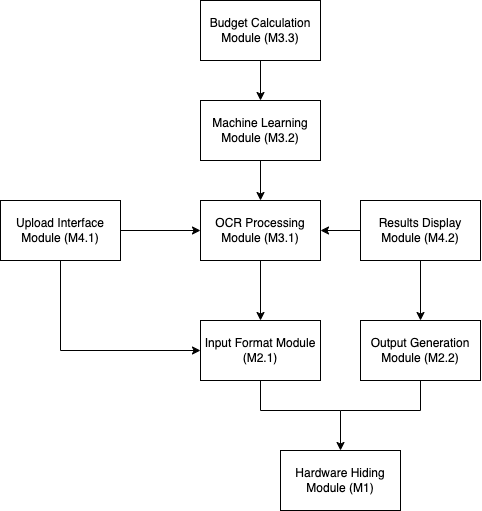 Budget Calculation
Module (M3.3)
Machine Learning
Module (M3.2)
Upload Interface
Module (M4.1)
OCR Processing
Module (M3.1)
Results Display
Module (M4.2)
Input Format Module
(M2.1)
Output Generation
Module (M2.2)
Hardware Hiding
Module (M1)